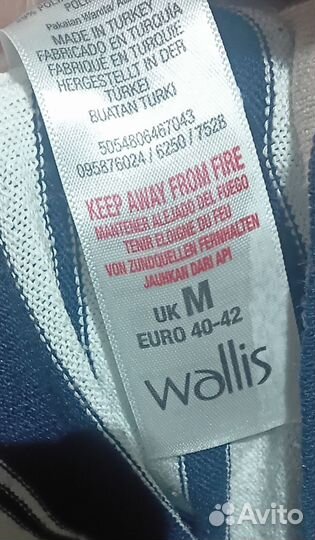 Pakaian Wanita/
MADE IN TURKEY
FABRICADO EN TURQUIE
FABRIQUÉ EN TURQUIE
HERGESTELLT IN DER
TÜRKEI
BUATAN TURKI
5054806467043
095876024 / 6250 / 7528
KEEP AWAY FROM FIRE
MANTENER ALEJADO DEL FUEGO
TENIR ELOIGNE DU FEU
VON ZUNDQUELLEN FERNHALTEN
JAUHKAN DARI API
UK M
EURO 40-42
wallis
Avito